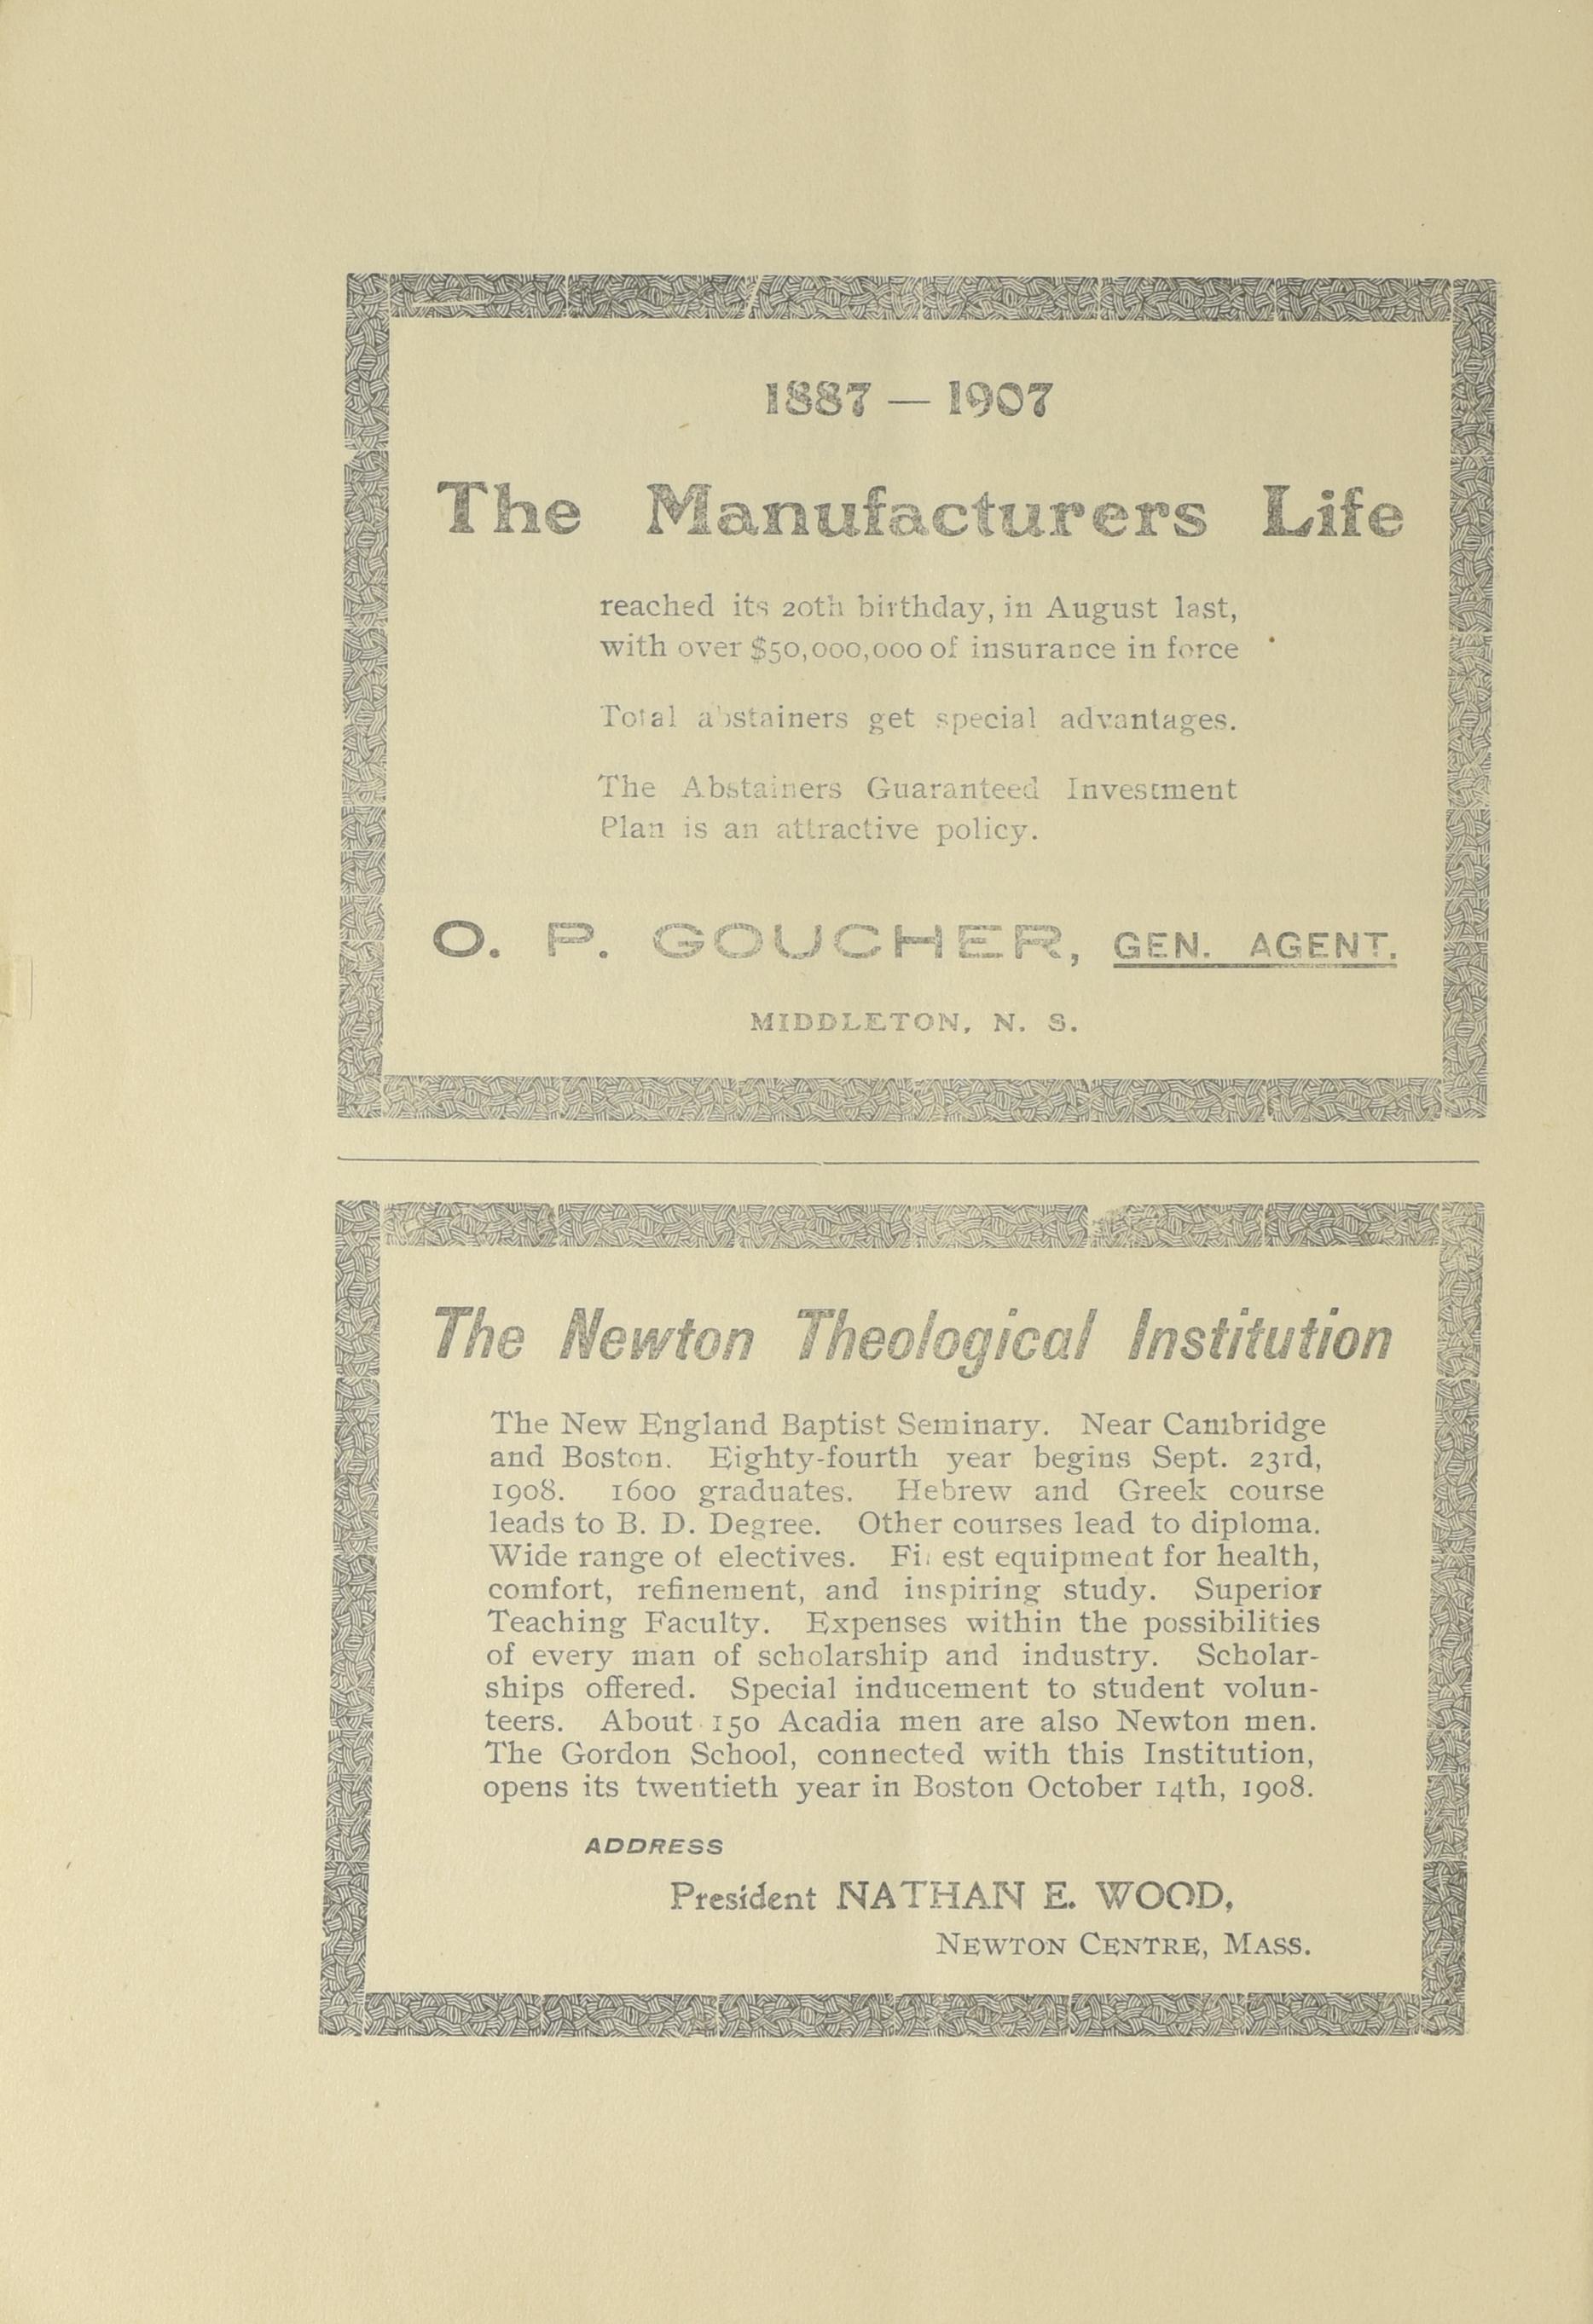 1887 — 1907
The Manufacturers Life
reached its 20th birthday, in August last,
with over $50,000,000 of insurance in force
Total abstainers get special advantages.
The Abstainers Guaranteed Investment
Plan is an attractive policy.
O. P. GOUCHER, GEN. AGENT.
MIDDLETON, N. S.
The Newton Theological Institution
The New England Baptist Seminary. Near Cambridge
and Boston. Eighty-fourth year begins Sept. 23rd,
1908. 1600 graduates. Hebrew and Greek course
leads to B. D. Degree. Other courses lead to diploma.
Wide range of electives. Finest equipment for health,
comfort, refinement, and inspiring study. Superior
Teaching Faculty. Expenses within the possibilities
of every man of scholarship and industry. Scholar-
ships offered. Special inducement to student volun-
teers. About 150 Acadia men are also Newton men.
The Gordon School, connected with this Institution,
opens its twentieth year in Boston October 14th, 1908.
ADDRESS
President NATHAN E. WOOD,
NEWTON CENTRE, MASS.